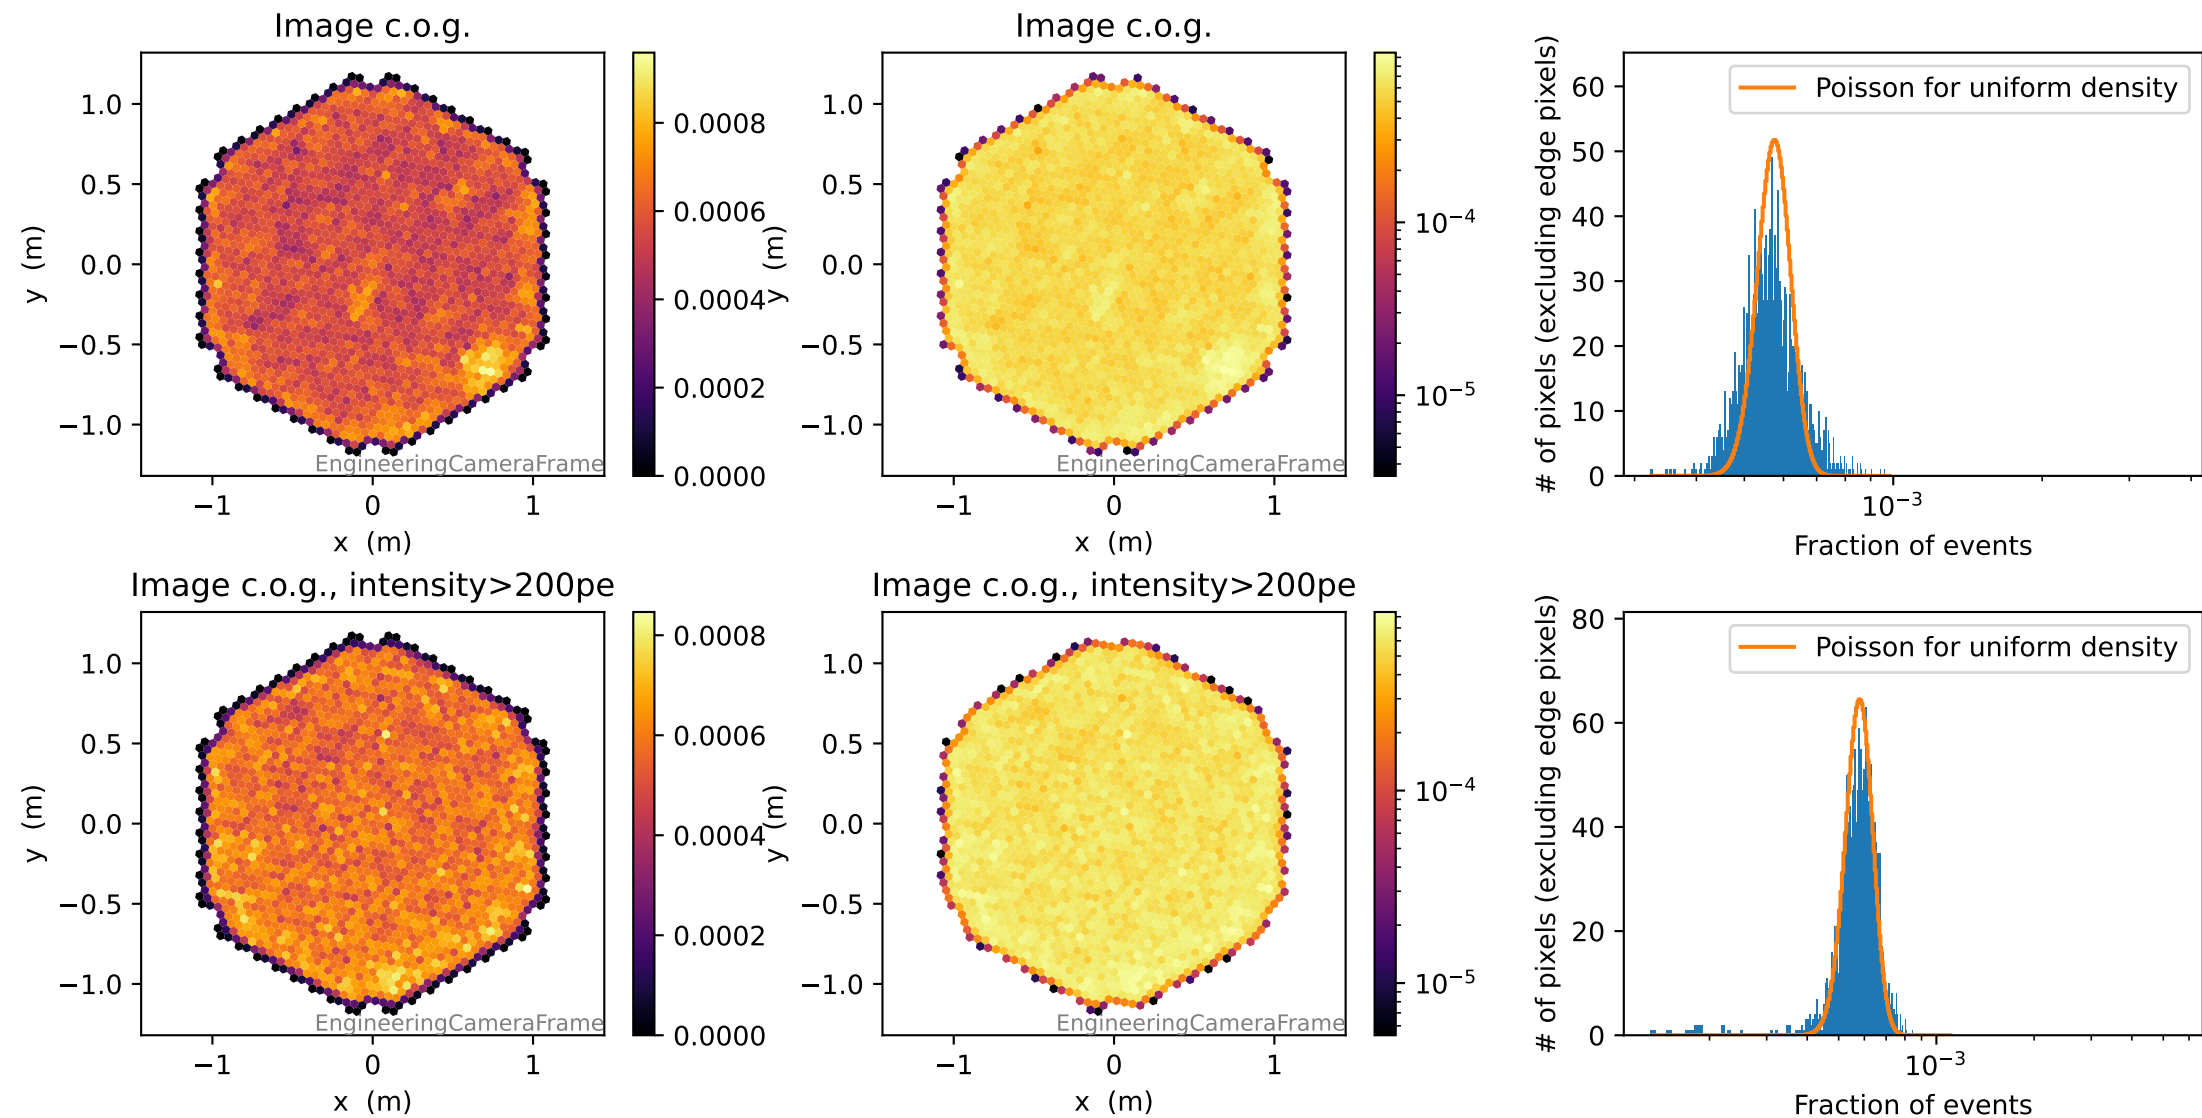 Image c.o.g.
1.0
0.5
0.0
−0.5
−1.0
y (m)
−1
0
1
x (m)
EngineeringCameraFrame
0.0008
0.0006
0.0004
0.0002
0.0000
Image c.o.g.
1.0
0.5
0.0
−0.5
−1.0
y (m)
−1
0
1
x (m)
EngineeringCameraFrame
10−4
10−5
# of pixels (excluding edge pixels)
60
50
40
30
20
10
0
Poisson for uniform density
10−3
Fraction of events
Image c.o.g., intensity>200pe
1.0
0.5
0.0
−0.5
−1.0
y (m)
−1
0
1
x (m)
EngineeringCameraFrame
0.0008
0.0006
0.0004
0.0002
0.0000
Image c.o.g., intensity>200pe
1.0
0.5
0.0
−0.5
−1.0
y (m)
−1
0
1
x (m)
EngineeringCameraFrame
10−4
10−5
# of pixels (excluding edge pixels)
80
60
40
20
0
Poisson for uniform density
10−3
Fraction of events